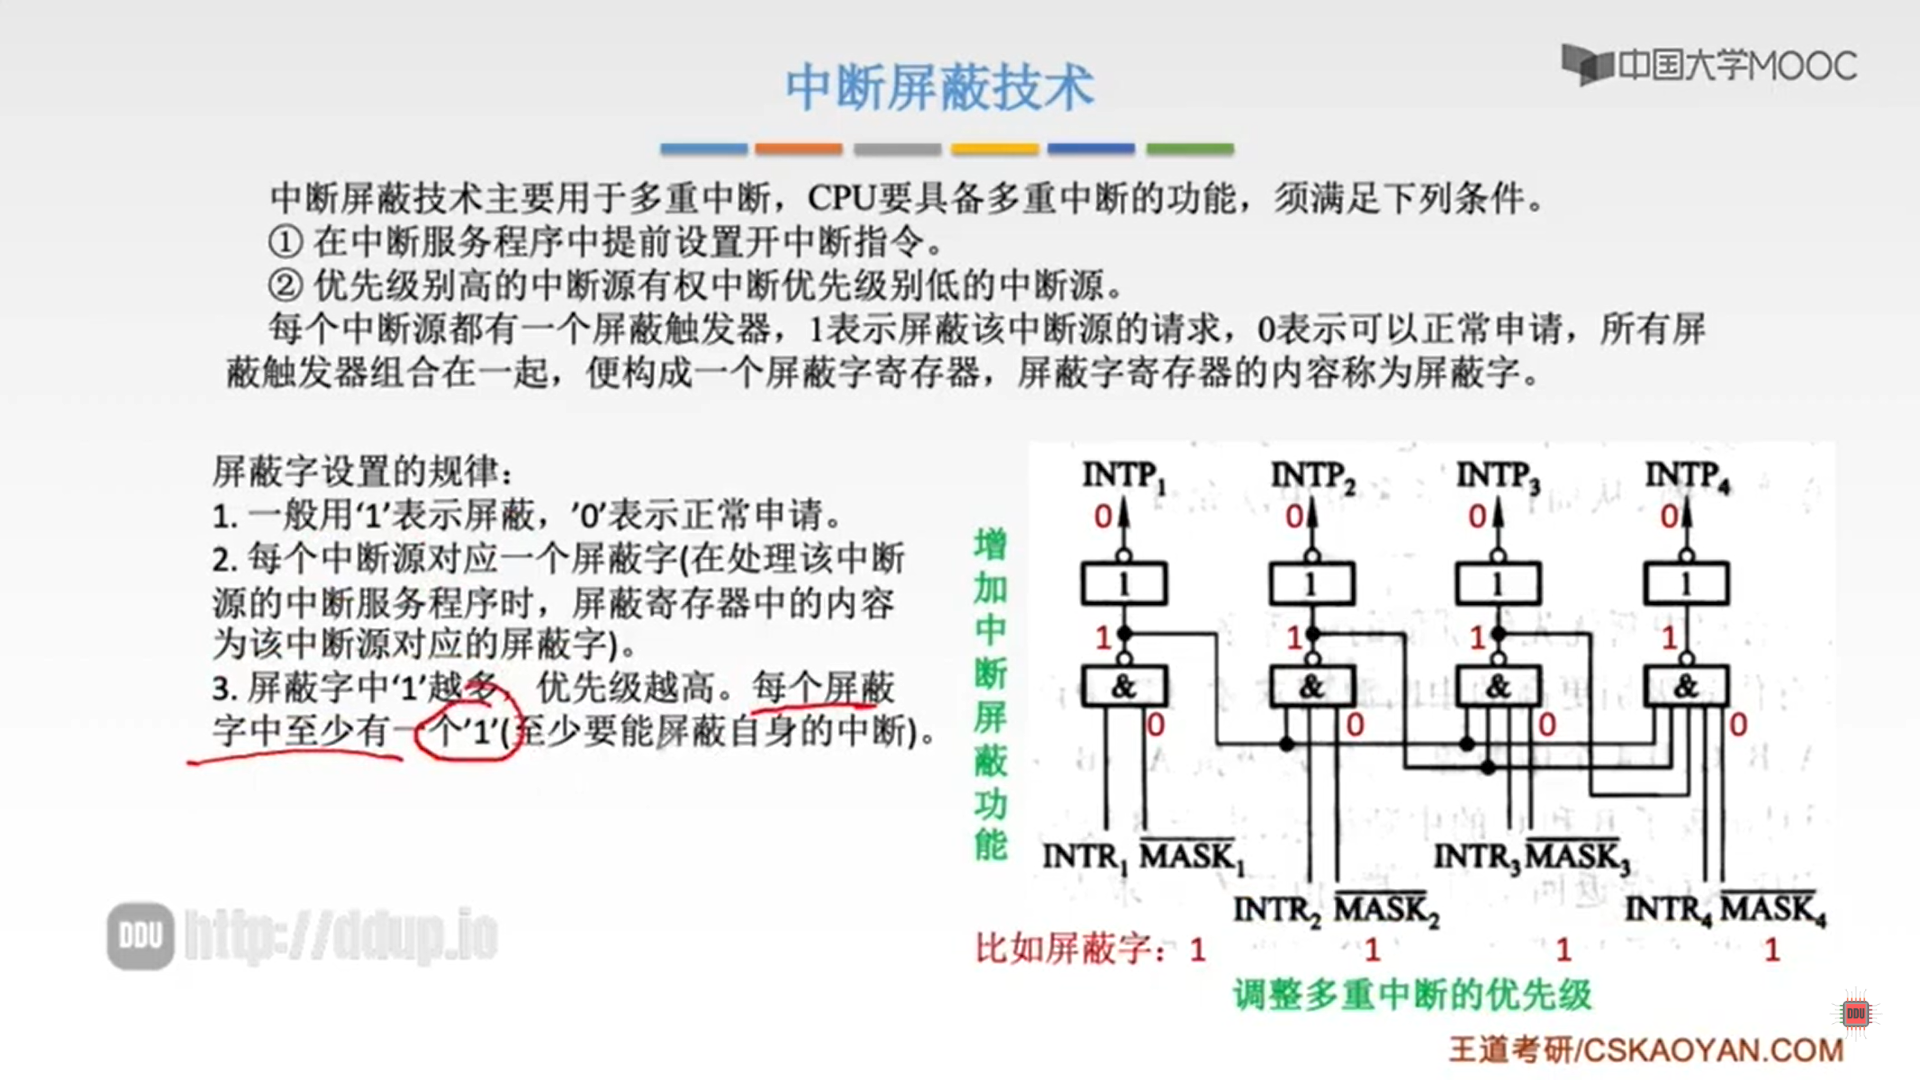 中断屏蔽技术
中国大学MOOC
中断屏蔽技术主要用于多重中断，CPU要具备多重中断的功能，须满足下列条件。
① 在中断服务程序中提前设置开中断指令。
② 优先级别高的中断源有权中断优先级别低的中断源。
每个中断源都有一个屏蔽触发器，1表示屏蔽该中断源的请求，0表示可以正常申请，所有屏
蔽触发器组合在一起，便构成一个屏蔽字寄存器，屏蔽字寄存器的内容称为屏蔽字。
屏蔽字设置的规律：
1. 一般用‘1’表示屏蔽，’0’表示正常申请。
2. 每个中断源对应一个屏蔽字(在处理该中断
源的中断服务程序时，屏蔽寄存器中的内容
为该中断源对应的屏蔽字)。
3. 屏蔽字中‘1’越多，优先级越高。每个屏蔽
字中至少有一个’1’(至少要能屏蔽自身的中断)。
增加中断屏蔽功能
INTP₁ INTP₂ INTP₃ INTP₄
0 0 0 0
1 1 1 1
1 1 1 1
& & & &
0 0 0 0
INTR₁ M̅A̅S̅K̅₁ INTR₃ M̅A̅S̅K̅₃
INTR₂ M̅A̅S̅K̅₂ INTR₄ M̅A̅S̅K̅₄
比如屏蔽字：1 1 1 1
调整多重中断的优先级
DDU http://ddup.io
DDU
王道考研/CSKAOYAN.COM